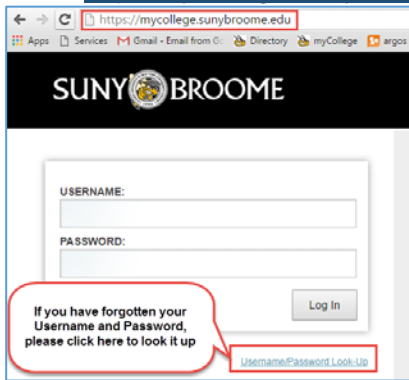 https://mycollege.sunybroome.edu
Apps Services Gmail - Email from Directory myCollege argos
SUNY BROOME
USERNAME:
PASSWORD:
Log In
If you have forgotten your
Username and Password,
please click here to look it up
Username/Password Look-Up